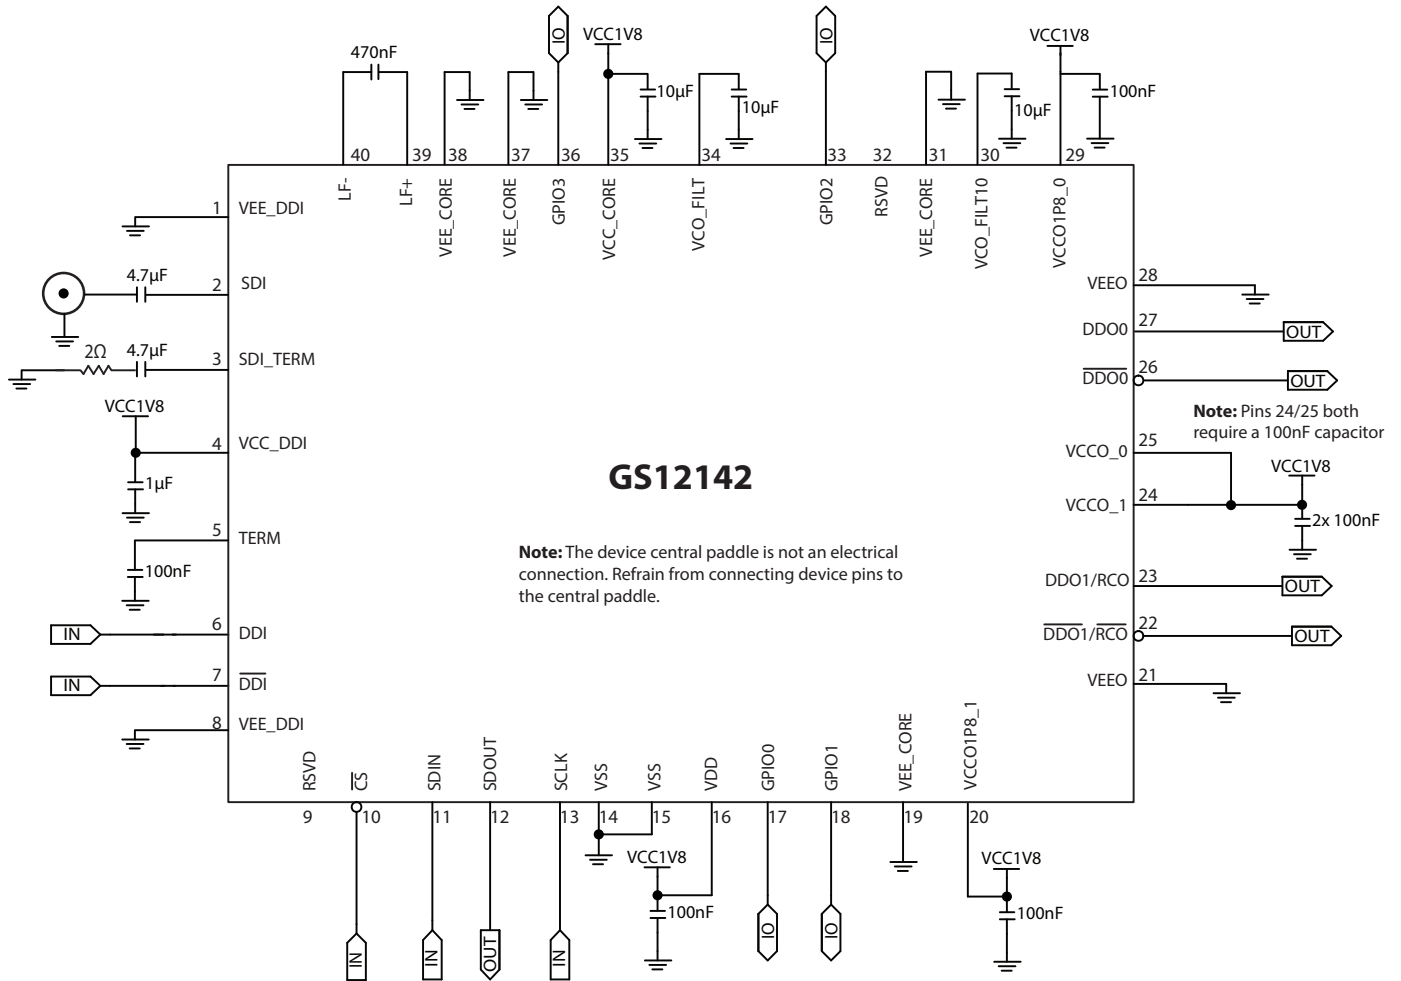 IO
VCC1V8
IO
VCC1V8
470nF
10µF
10µF
10µF
100nF
40
39
38
37
36
35
34
33
32
31
30
29
LF-
LF+
VEE_CORE
VEE_CORE
GPIO3
VCC_CORE
VCO_FILT
GPIO2
RSVD
VEE_CORE
VCO_FILT10
VCCO1P8_0
1
VEE_DDI
4.7µF
2
SDI
2Ω
4.7µF
3
SDI_TERM
VCC1V8
4
VCC_DDI
1µF
5
TERM
100nF
IN
6
DDI
IN
7
DDI
8
VEE_DDI
GS12142
Note: The device central paddle is not an electrical
connection. Refrain from connecting device pins to
the central paddle.
VEEO
28
DDO0
27
OUT
DDO0
26
OUT
Note: Pins 24/25 both
require a 100nF capacitor
VCCO_0
25
VCC1V8
VCCO_1
24
2x 100nF
DDO1/RCO
23
OUT
DDO1/RCO
22
OUT
VEEO
21
RSVD
CS
SDIN
SDOUT
SCLK
VSS
VSS
VDD
GPIO0
GPIO1
VEE_CORE
VCCO1P8_1
9
10
11
12
13
14
15
16
17
18
19
20
VCC1V8
VCC1V8
100nF
100nF
IN
IN
OUT
IN
IO
IO